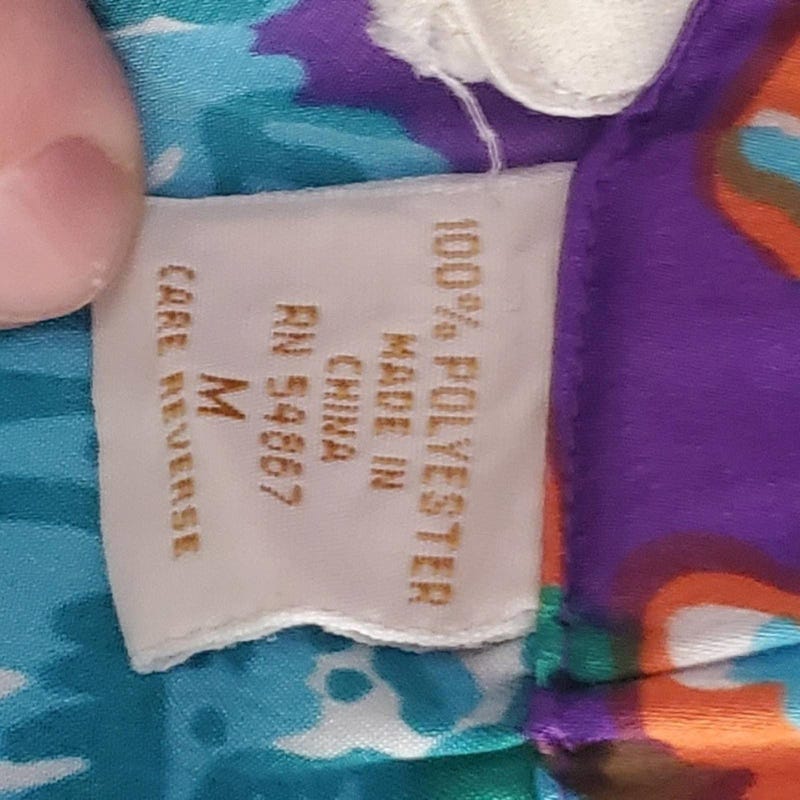 100% POLYESTER
MADE IN
CHINA
RN 54867
M
CARE REVERSE